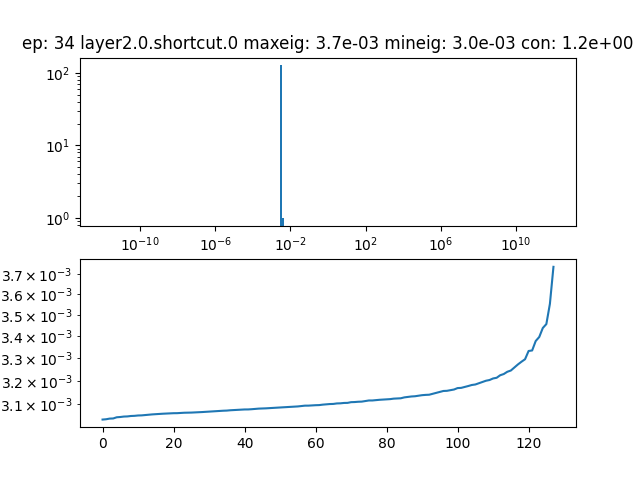 ep: 34 layer2.0.shortcut.0 maxeig: 3.7e-03 mineig: 3.0e-03 con: 1.2e+00
10²
10¹
10⁰
10⁻¹⁰ 10⁻⁶ 10⁻² 10² 10⁶ 10¹⁰
3.7 × 10⁻³
3.6 × 10⁻³
3.5 × 10⁻³
3.4 × 10⁻³
3.3 × 10⁻³
3.2 × 10⁻³
3.1 × 10⁻³
0 20 40 60 80 100 120